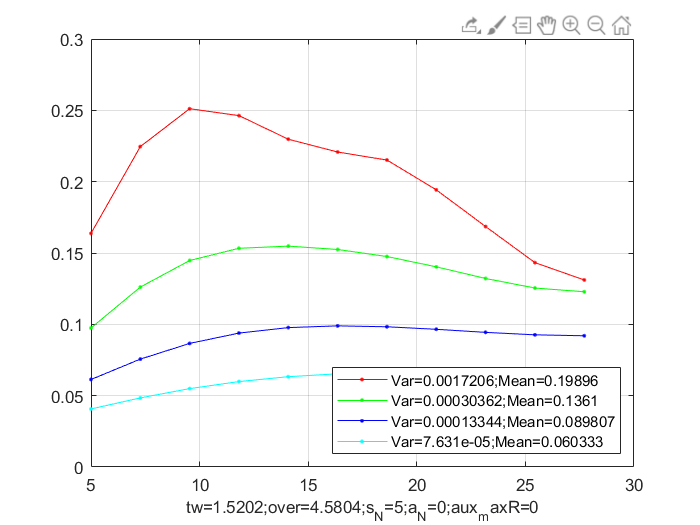 0.3
0.25
0.2
0.15
0.1
0.05
0
Var=0.0017206;Mean=0.19896
Var=0.00030362;Mean=0.1361
Var=0.00013344;Mean=0.089807
Var=7.631e-05;Mean=0.060333
5 10 15 20 25 30
tw=1.5202;over=4.5804;s_N=5;a_N=0;aux_maxR=0